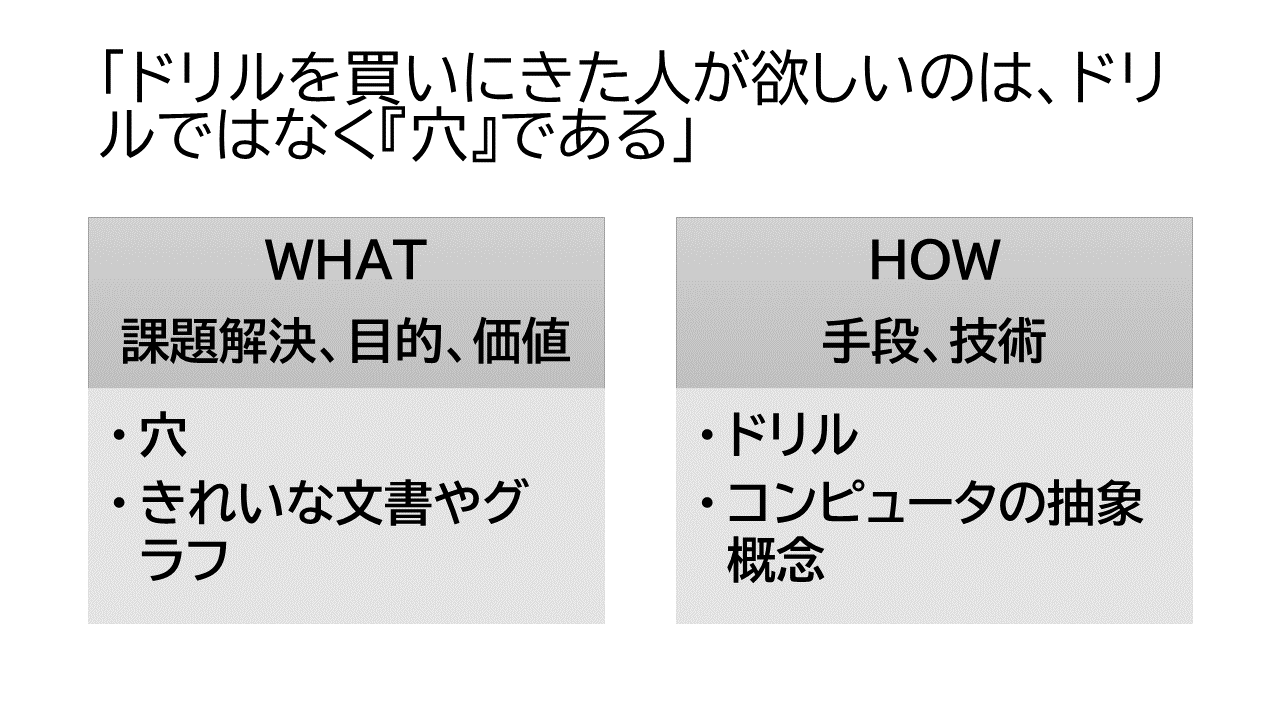 「ドリルを買いにきた人が欲しいのは、ドリ
ルではなく『穴』である」
WHAT
課題解決、目的、価値
・穴
・きれいな文書やグ
ラフ
HOW
手段、技術
・ドリル
・コンピュータの抽象
概念